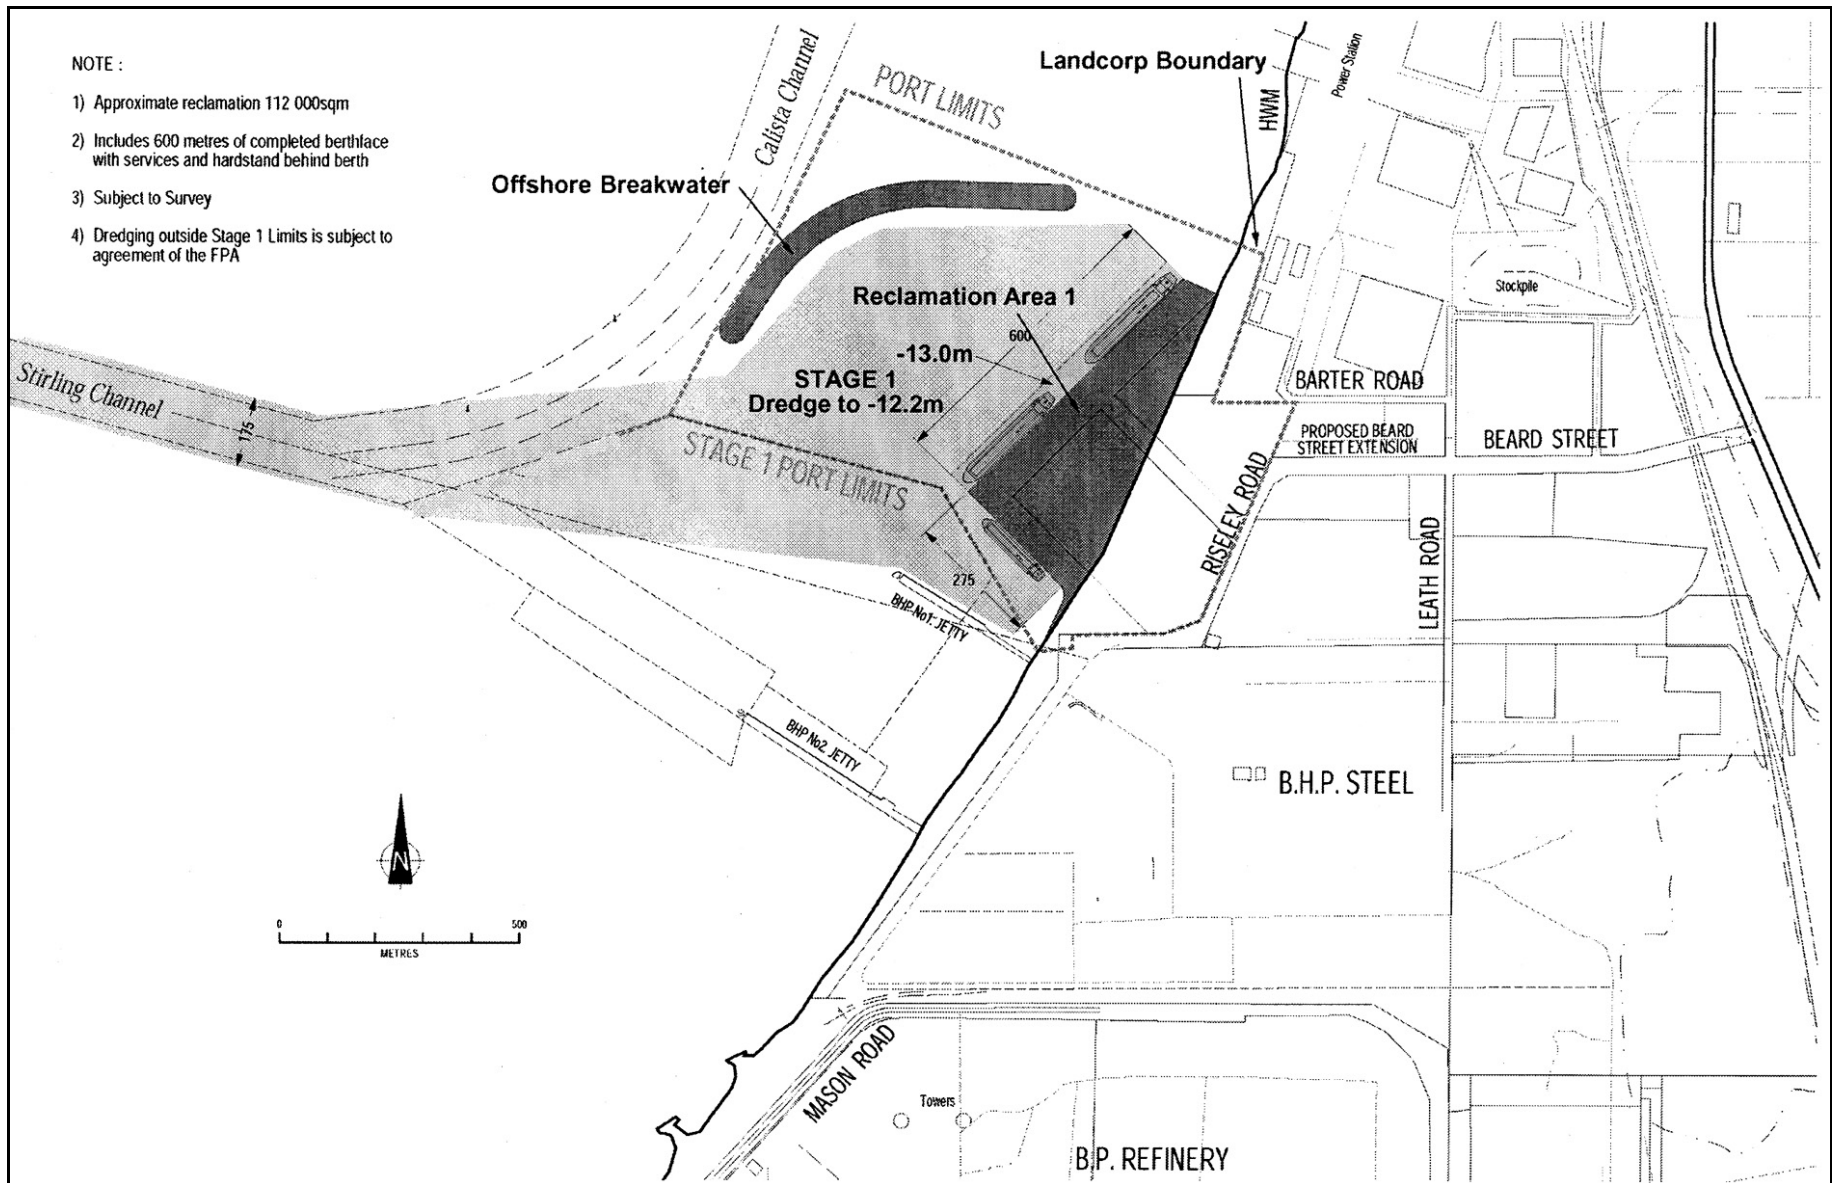 NOTE :
1) Approximate reclamation 112 000sqm
2) Includes 600 metres of completed berthface
with services and hardstand behind berth
3) Subject to Survey
4) Dredging outside Stage 1 Limits is subject to
agreement of the FPA
Calista Channel
PORT LIMITS
Landcorp Boundary
HWM
Power Station
Offshore Breakwater
Reclamation Area 1
600
-13.0m
STAGE 1
Dredge to -12.2m
Stockpile
Stirling Channel
175
STAGE 1 PORT LIMITS
BARTER ROAD
PROPOSED BEARD
STREET EXTENSION
BEARD STREET
RISELEY ROAD
LEATH ROAD
275
BHP No1. JETTY
BHP No2. JETTY
B.H.P. STEEL
N
0
500
METRES
MASON ROAD
Towers
B.P. REFINERY